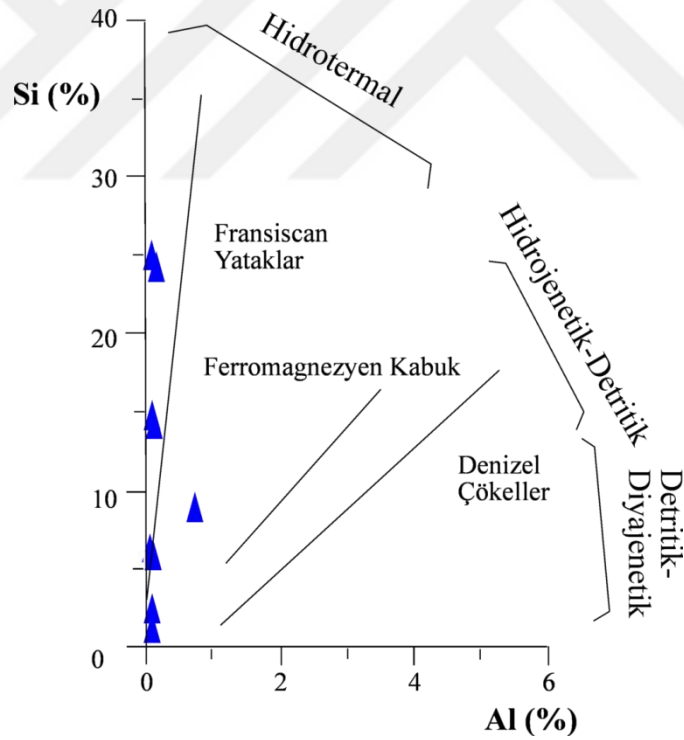 40
Si (%)
30
20
10
0
0
2
4
6
Al (%)
Hidrotermal
Fransiscan
Yataklar
Ferromagnezyen Kabuk
Denizel
Çökeller
Hidrojenetik-Detritik
Detritik-
Diyajenetik